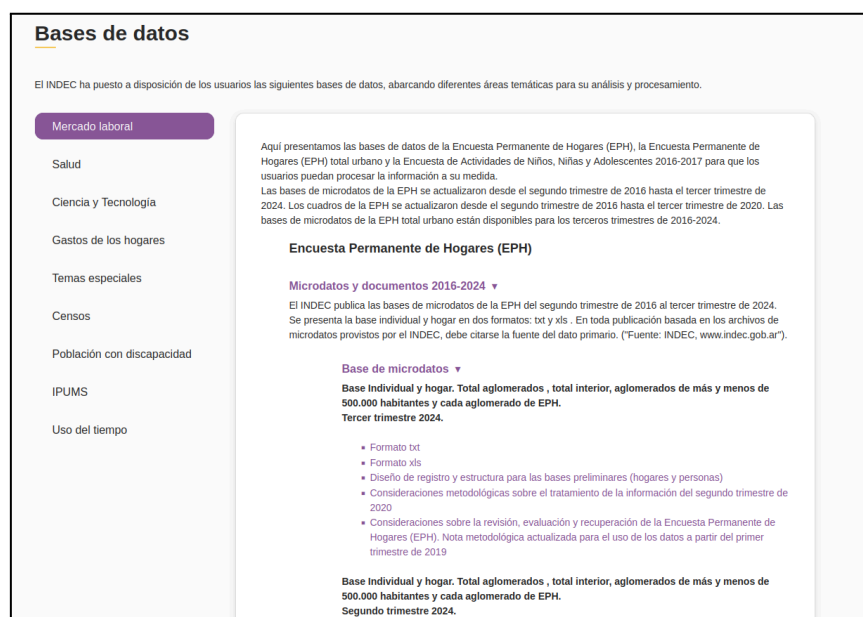 Bases de datos
El INDEC ha puesto a disposición de los usuarios las siguientes bases de datos, abarcando diferentes áreas temáticas para su análisis y procesamiento.
Mercado laboral
Salud
Ciencia y Tecnología
Gastos de los hogares
Temas especiales
Censos
Población con discapacidad
IPUMS
Uso del tiempo
Aquí presentamos las bases de datos de la Encuesta Permanente de Hogares (EPH), la Encuesta Permanente de
Hogares (EPH) total urbano y la Encuesta de Actividades de Niños, Niñas y Adolescentes 2016-2017 para que los
usuarios puedan procesar la información a su medida.
Las bases de microdatos de la EPH se actualizaron desde el segundo trimestre de 2016 hasta el tercer trimestre de
2024. Los cuadros de la EPH se actualizaron desde el segundo trimestre de 2016 hasta el tercer trimestre de 2020. Las
bases de microdatos de la EPH total urbano están disponibles para los terceros trimestres de 2016-2024.
Encuesta Permanente de Hogares (EPH)
Microdatos y documentos 2016-2024 ▼
El INDEC publica las bases de microdatos de la EPH del segundo trimestre de 2016 al tercer trimestre de 2024.
Se presenta la base individual y hogar en dos formatos: txt y xls . En toda publicación basada en los archivos de
microdatos provistos por el INDEC, debe citarse la fuente del dato primario. ("Fuente: INDEC, www.indec.gob.ar").
Base de microdatos ▼
Base Individual y hogar. Total aglomerados , total interior, aglomerados de más y menos de
500.000 habitantes y cada aglomerado de EPH.
Tercer trimestre 2024.
▪ Formato txt
▪ Formato xls
▪ Diseño de registro y estructura para las bases preliminares (hogares y personas)
▪ Consideraciones metodológicas sobre el tratamiento de la información del segundo trimestre de
2020
▪ Consideraciones sobre la revisión, evaluación y recuperación de la Encuesta Permanente de
Hogares (EPH). Nota metodológica actualizada para el uso de los datos a partir del primer
trimestre de 2019
Base Individual y hogar. Total aglomerados , total interior, aglomerados de más y menos de
500.000 habitantes y cada aglomerado de EPH.
Segundo trimestre 2024.